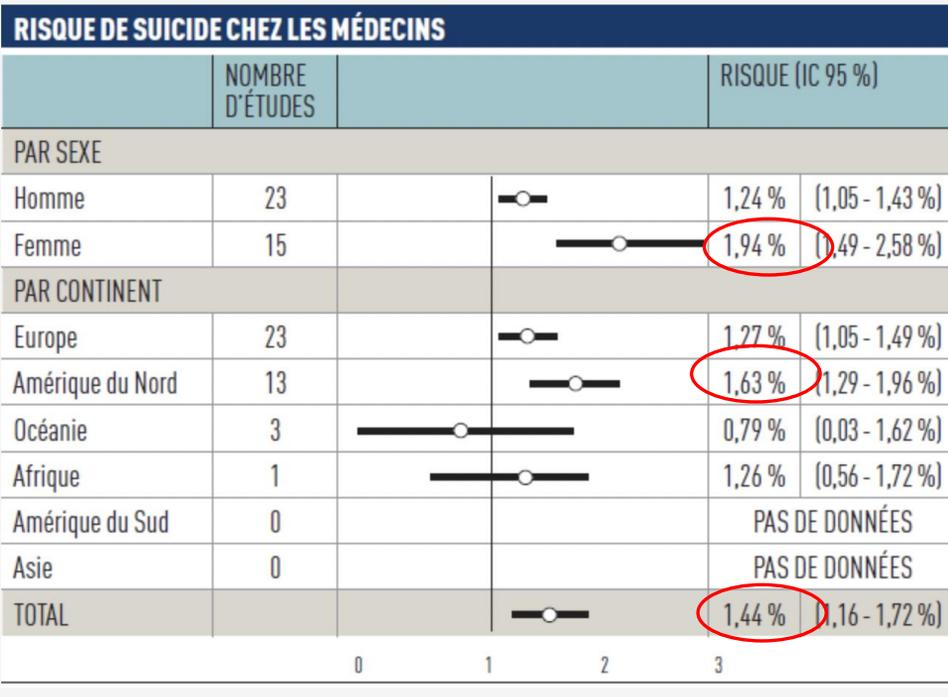 RISQUE DE SUICIDE CHEZ LES MÉDECINS
NOMBRE D'ÉTUDES RISQUE (IC 95 %)
PAR SEXE
Homme 23 1,24 % (1,05 - 1,43 %)
Femme 15 1,94 % (1,49 - 2,58 %)
PAR CONTINENT
Europe 23 1,27 % (1,05 - 1,49 %)
Amérique du Nord 13 1,63 % (1,29 - 1,96 %)
Océanie 3 0,79 % (0,03 - 1,62 %)
Afrique 1 1,26 % (0,56 - 1,72 %)
Amérique du Sud 0 PAS DE DONNÉES
Asie 0 PAS DE DONNÉES
TOTAL 1,44 % (1,16 - 1,72 %)
0 1 2 3